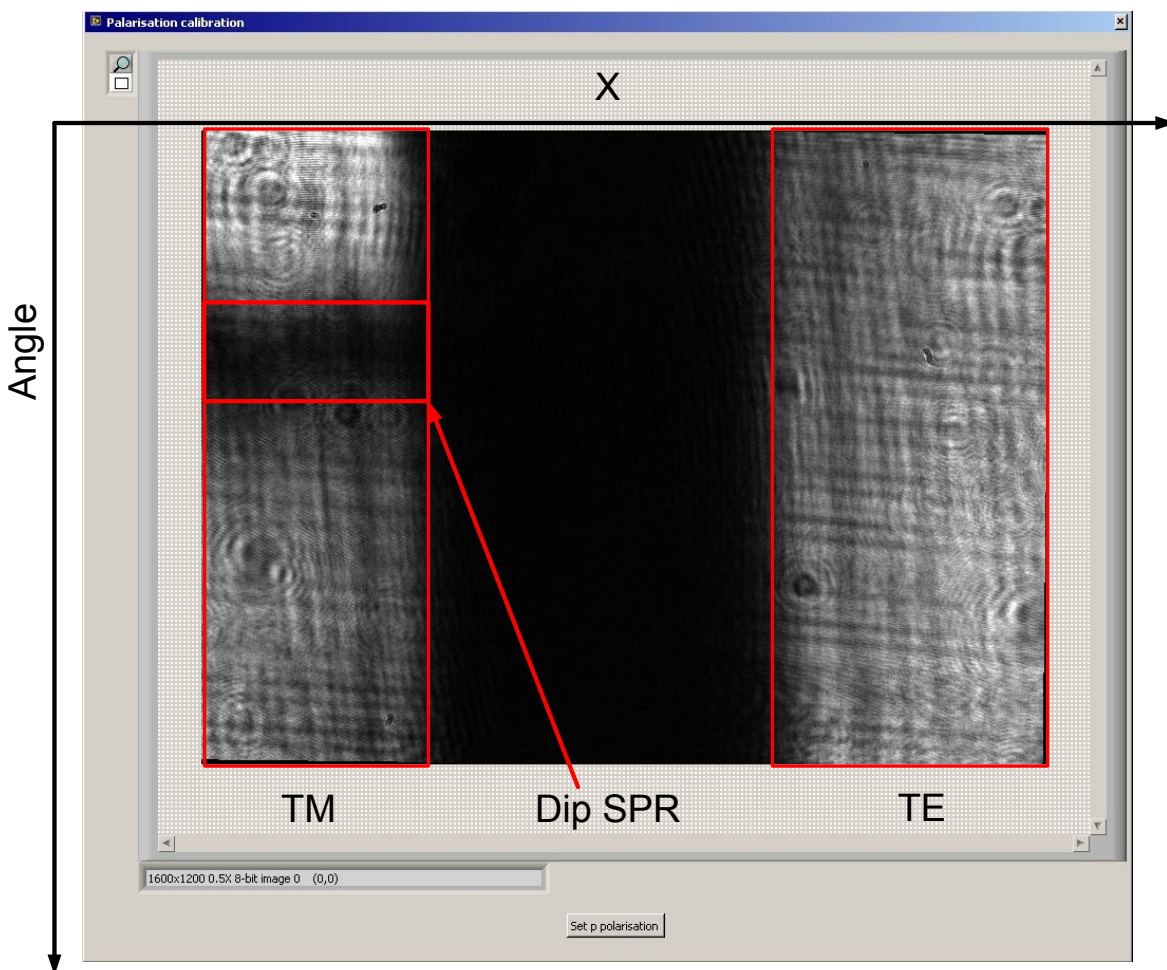 Palarisation calibration
X
Angle
TM
Dip SPR
TE
1600x1200 0.5X 8-bit image 0 (0,0)
Set p polarisation